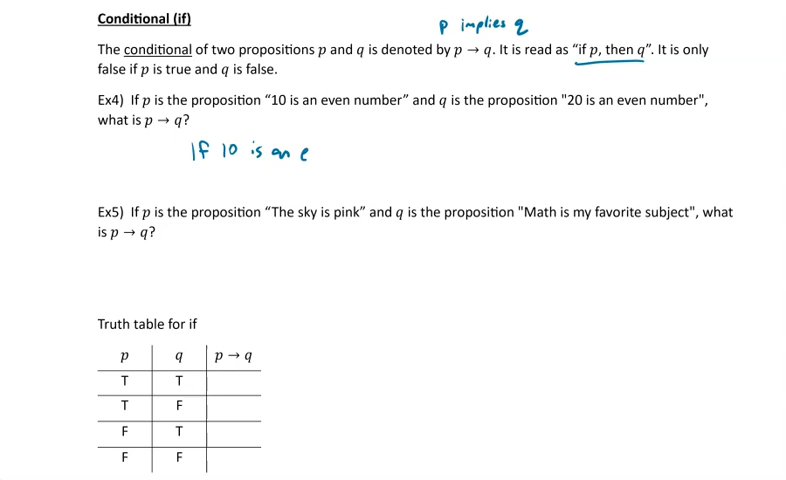 Conditional (if)
p implies q
The conditional of two propositions p and q is denoted by p → q. It is read as “if p, then q”. It is only
false if p is true and q is false.
Ex4) If p is the proposition “10 is an even number” and q is the proposition "20 is an even number",
what is p → q?
If 10 is an e
Ex5) If p is the proposition “The sky is pink” and q is the proposition "Math is my favorite subject", what
is p → q?
Truth table for if
p q p → q
T T
T F
F T
F F